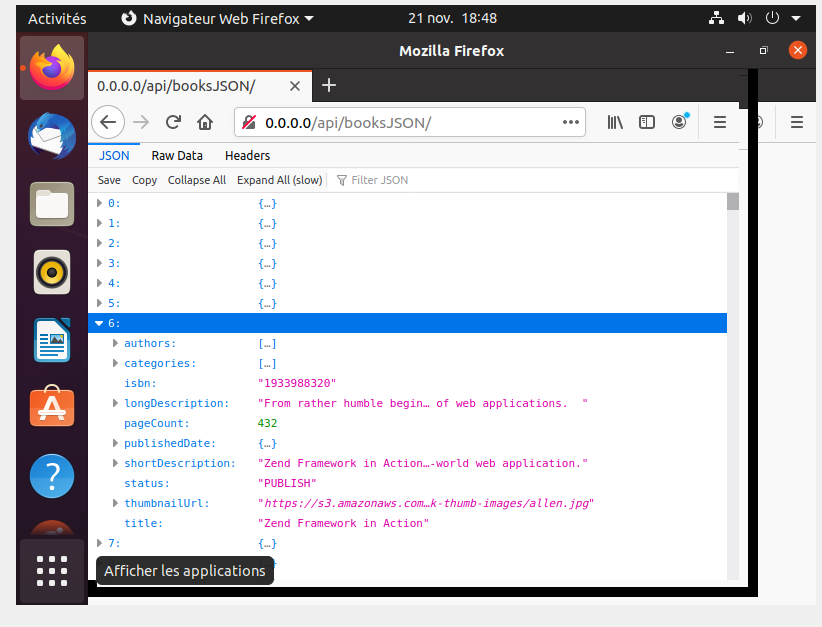 Activités Navigateur Web Firefox 21 nov. 18:48
Mozilla Firefox
0.0.0.0/api/booksJSON/
0.0.0.0/api/booksJSON/
JSON Raw Data Headers
Save Copy Collapse All Expand All (slow) Filter JSON
0: {…}
1: {…}
2: {…}
3: {…}
4: {…}
5: {…}
6:
authors: […]
categories: […]
isbn: "1933988320"
longDescription: "From rather humble begin… of web applications.  "
pageCount: 432
publishedDate: {…}
shortDescription: "Zend Framework in Action…-world web application."
status: "PUBLISH"
thumbnailUrl: "https://s3.amazonaws.com…k-thumb-images/allen.jpg"
title: "Zend Framework in Action"
7: {…}
Afficher les applications